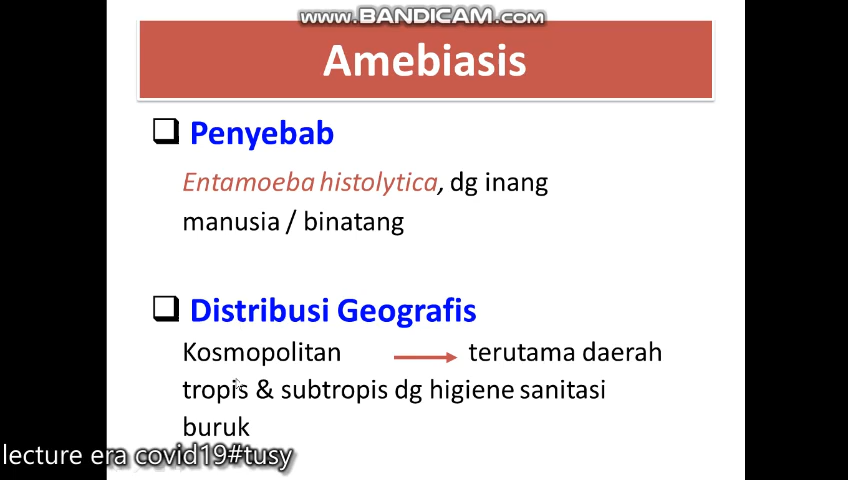 WWW.BANDICAM.COM
Amebiasis
Penyebab
Entamoeba histolytica, dg inang
manusia / binatang
Distribusi Geografis
Kosmopolitan terutama daerah
tropis & subtropis dg higiene sanitasi
buruk
lecture era covid19#tusy